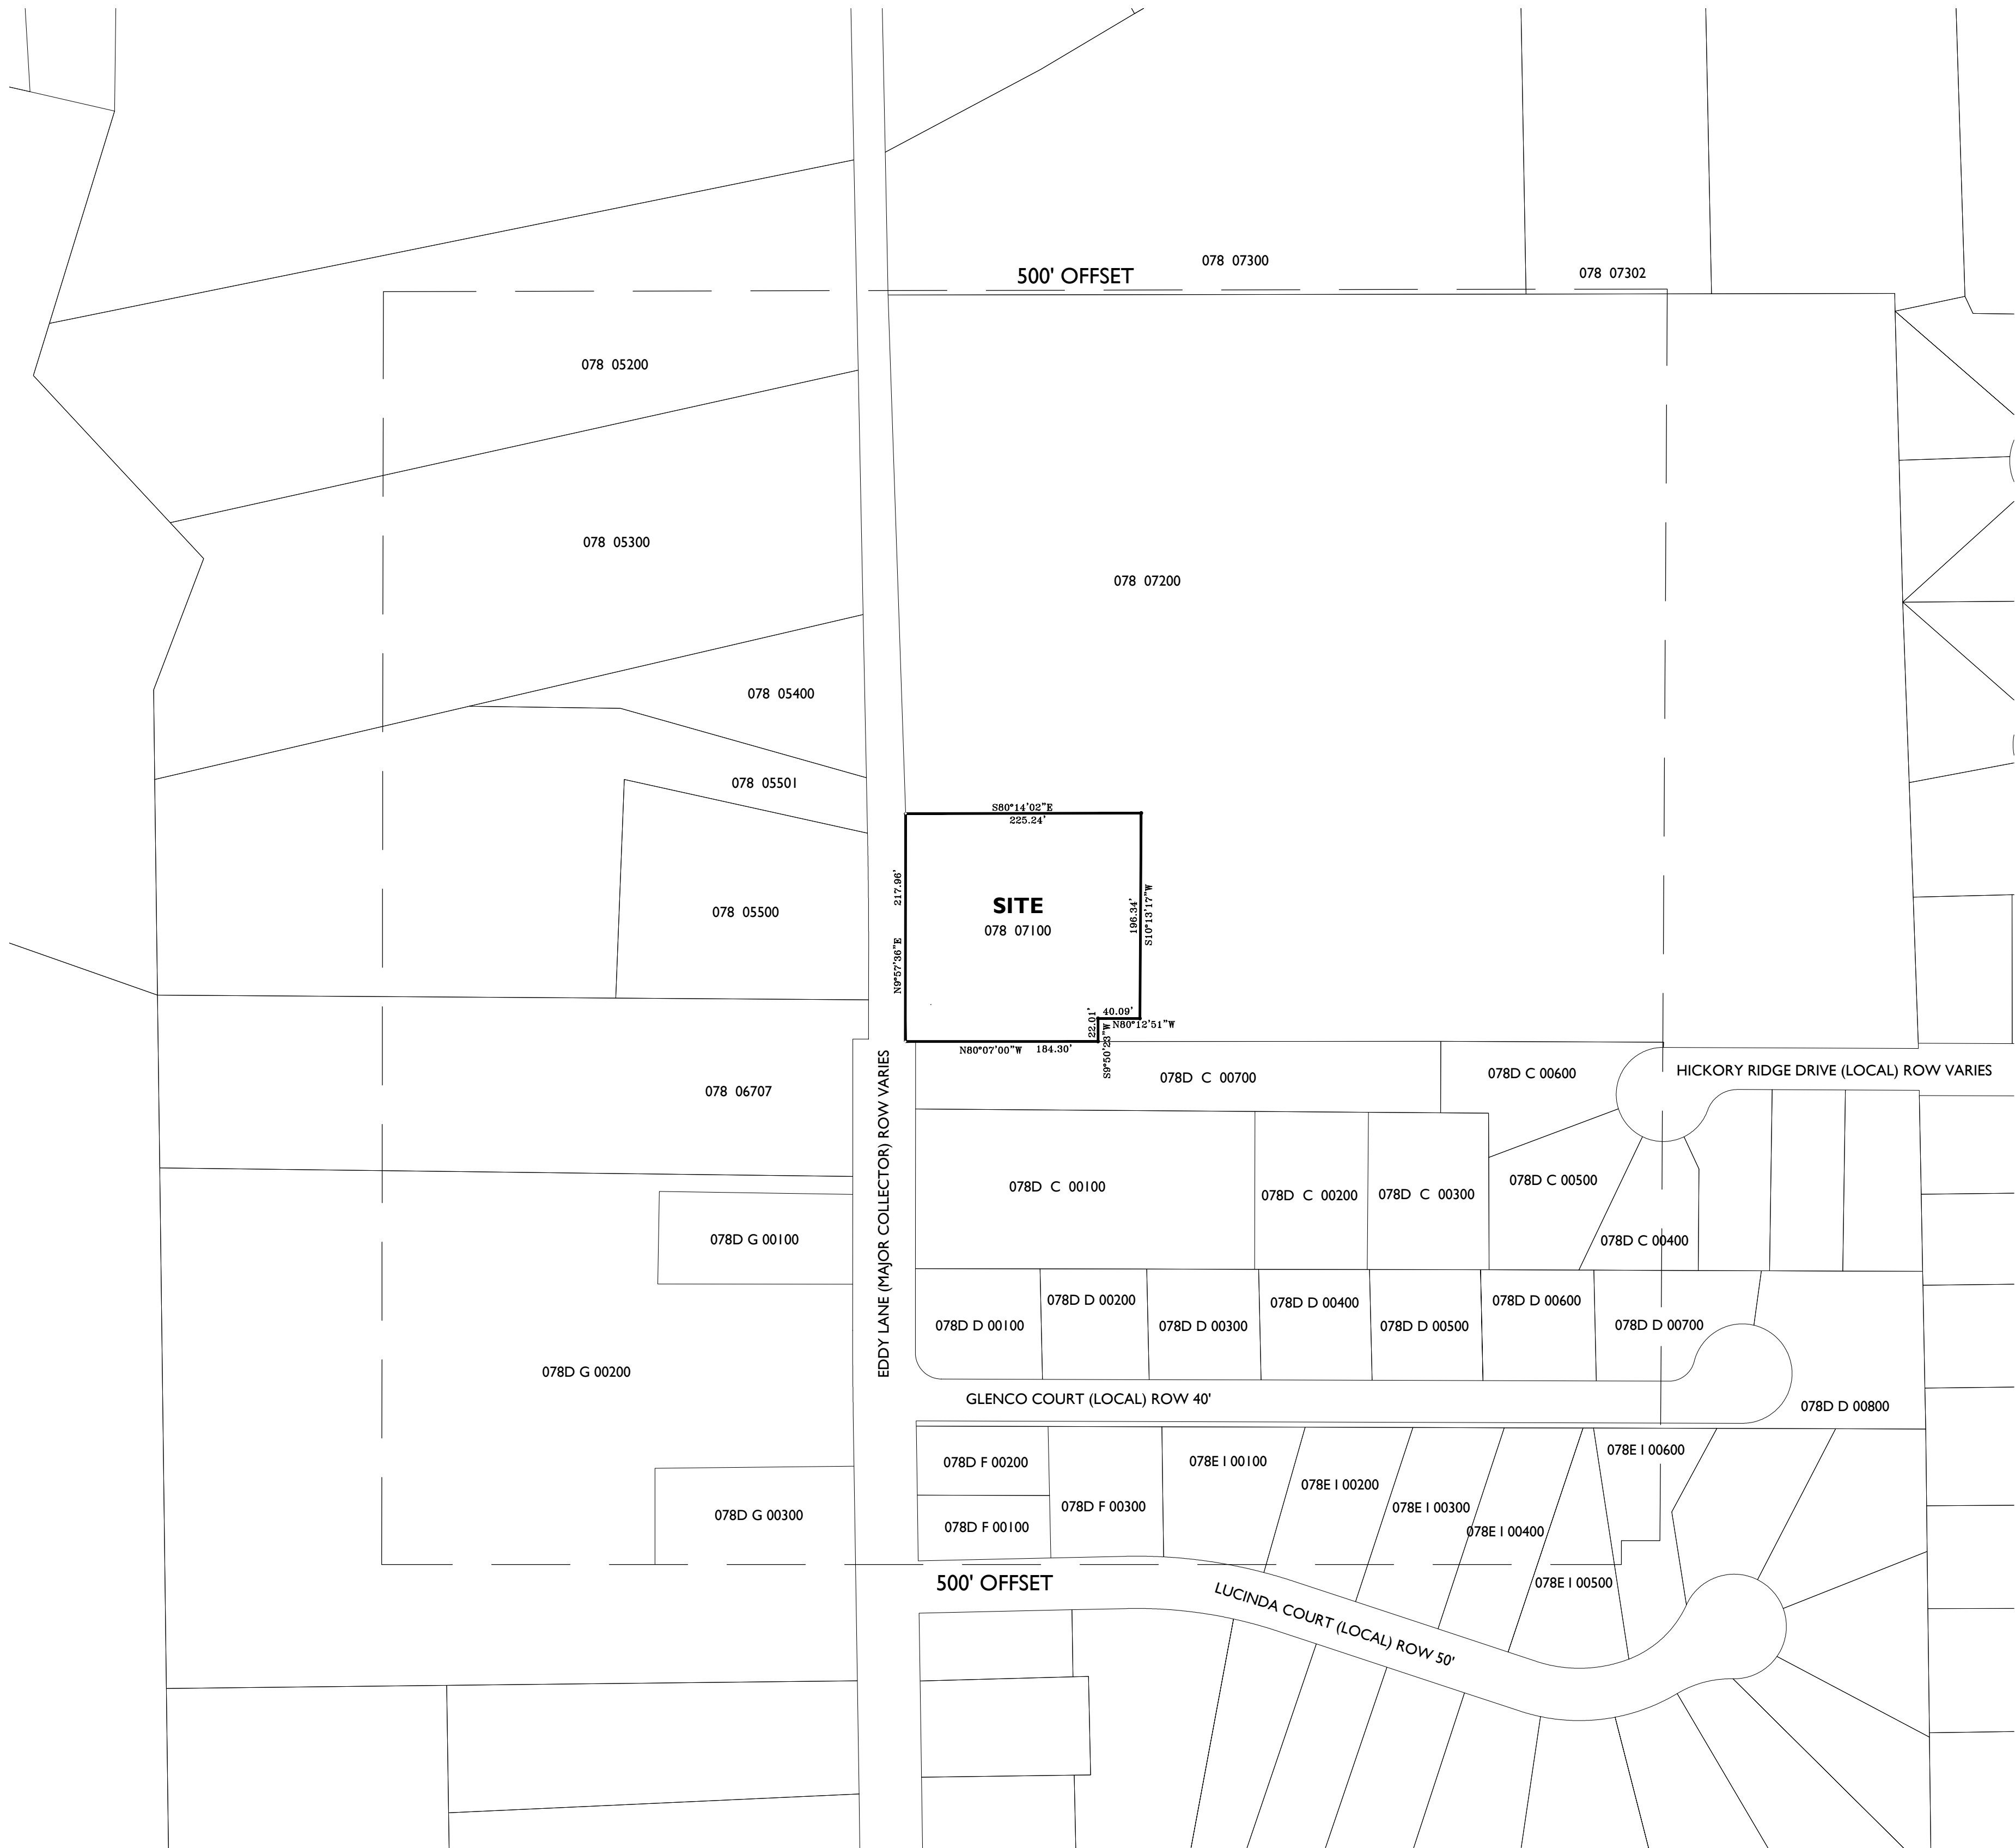 078 07300
078 07302
500' OFFSET
078 05200
078 05300
078 07200
078 05400
078 05501
S80°14'02"E
225.24'
217.96'
N9°57'36"E
SITE
078 07100
196.34'
S10°13'17"W
078 05500
40.09'
N80°12'51"W
22.01'
S9°50'23"W
N80°07'00"W 184.30'
078D C 00700
078D C 00600
HICKORY RIDGE DRIVE (LOCAL) ROW VARIES
078 06707
EDDY LANE (MAJOR COLLECTOR) ROW VARIES
078D C 00100
078D C 00200
078D C 00300
078D C 00500
078D C 00400
078D G 00100
078D D 00100
078D D 00200
078D D 00300
078D D 00400
078D D 00500
078D D 00600
078D D 00700
078D G 00200
GLENCO COURT (LOCAL) ROW 40'
078D D 00800
078D F 00200
078E I 00100
078E I 00200
078E I 00600
078D G 00300
078D F 00100
078D F 00300
078E I 00300
078E I 00400
078E I 00500
500' OFFSET
LUCINDA COURT (LOCAL) ROW 50'